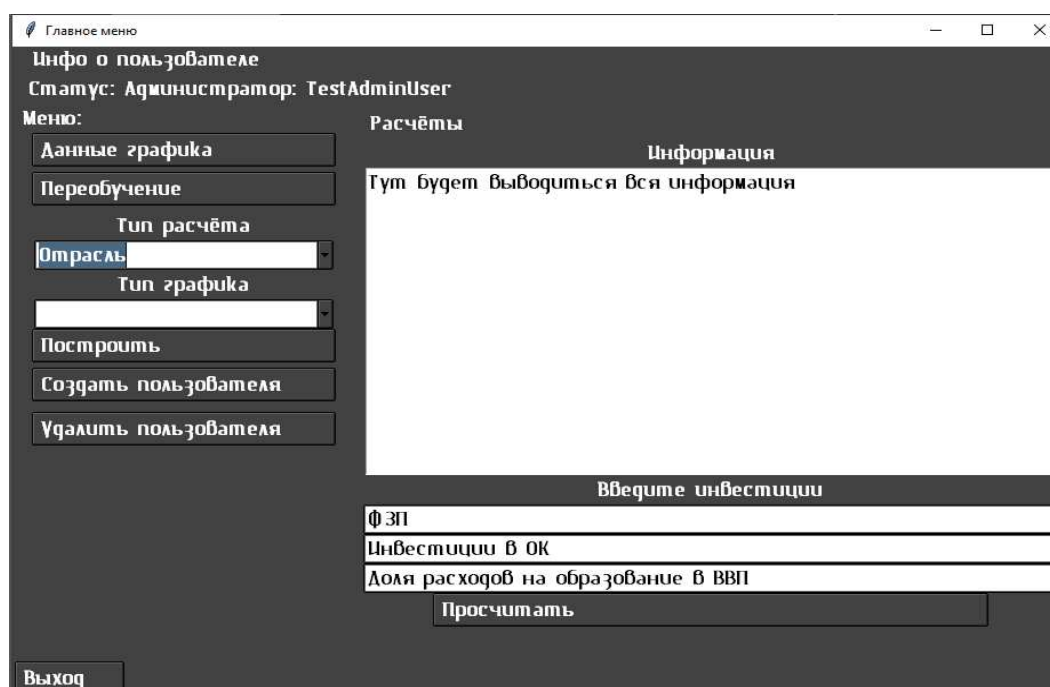 Главное меню
Инфо о пользователе
Статус: Администратор: TestAdminUser
Меню:
Данные графика
Переобучение
Тип расчёта
Отрасль
Тип графика
Построить
Создать пользователя
Удалить пользователя
Расчёты
Информация
Тут будет выводиться вся информация
Введите инвестиции
ФЗП
Инвестиции в ОК
Доля расходов на образование в ВВП
Просчитать
Выход